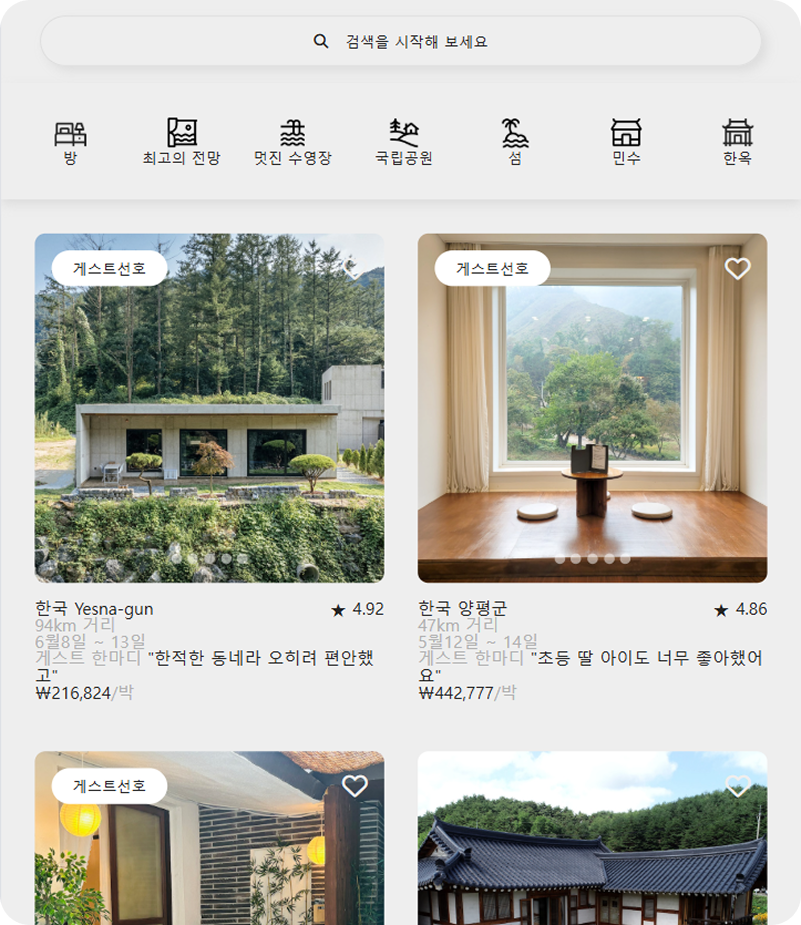 검색을 시작해 보세요
방
최고의 전망
멋진 수영장
국립공원
섬
민수
한옥
게스트선호
게스트선호
한국 Yesna-gun ★ 4.92
94km 거리
6월8일 ~ 13일
게스트 한마디 "한적한 동네라 오히려 편안했
고"
₩216,824/박
한국 양평군 ★ 4.86
47km 거리
5월12일 ~ 14일
게스트 한마디 "초등 딸 아이도 너무 좋아했어
요"
₩442,777/박
게스트선호